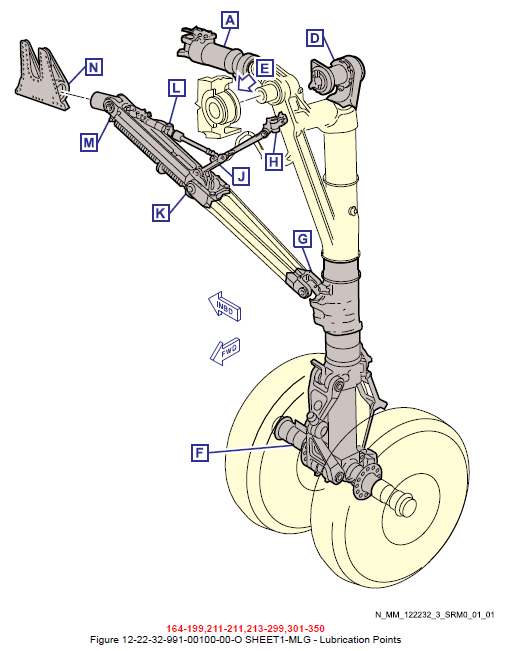 A
D
N
E
L
M
H
J
K
G
INBD
FWD
F
N_MM_122232_3_SRM0_01_01
164-199,211-211,213-299,301-350
Figure 12-22-32-991-00100-00-O SHEET1-MLG - Lubrication Points